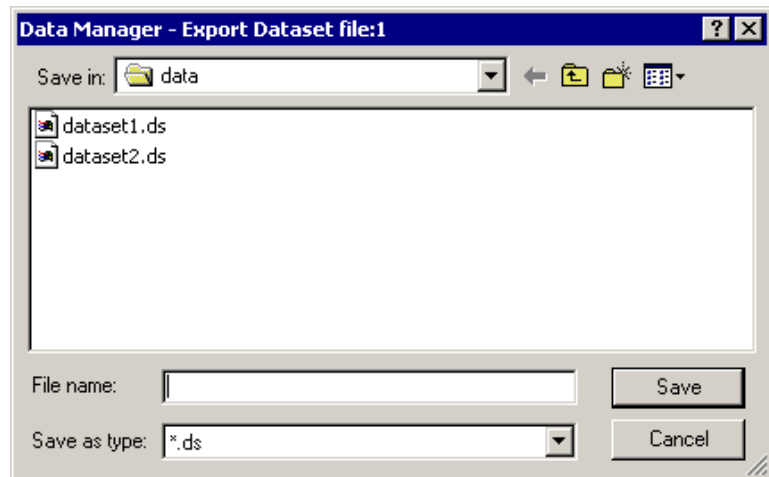 Data Manager - Export Dataset file:1
Save in: data
dataset1.ds
dataset2.ds
File name: Save
Save as type: *.ds Cancel